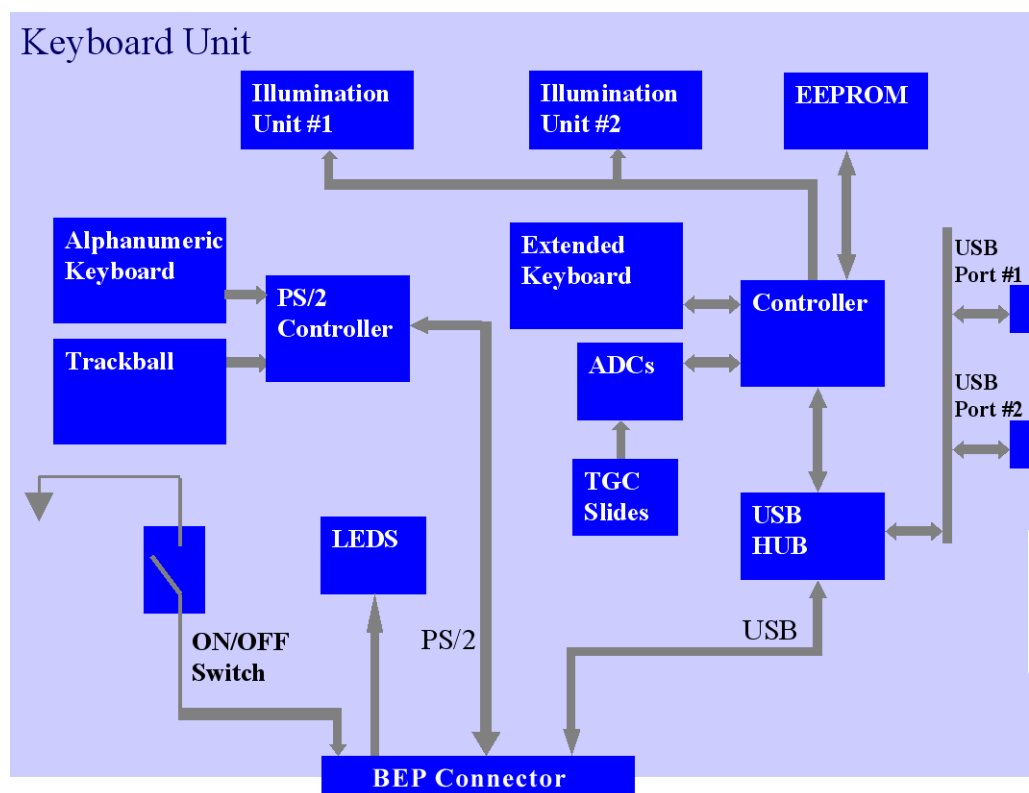 Keyboard Unit
Illumination
Unit #1
Illumination
Unit #2
EEPROM
Alphanumeric
Keyboard
PS/2
Controller
Extended
Keyboard
Controller
USB
Port #1
Trackball
ADCs
USB
Port #2
TGC
Slides
USB
HUB
LEDS
ON/OFF
Switch
PS/2
USB
BEP Connector